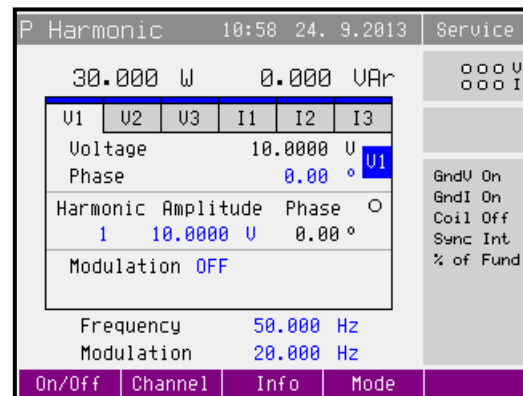 P Harmonic 10:58 24. 9.2013 Service
30.000 W 0.000 VAr
ooo V
ooo I
V1 V2 V3 I1 I2 I3
Voltage 10.0000 V
V1
Phase 0.00 °
Harmonic Amplitude Phase
1 10.0000 V 0.00 °
Modulation OFF
Frequency 50.000 Hz
Modulation 20.000 Hz
GndU On
GndI On
Coil Off
Sync Int
% of Fund
On/Off Channel Info Mode